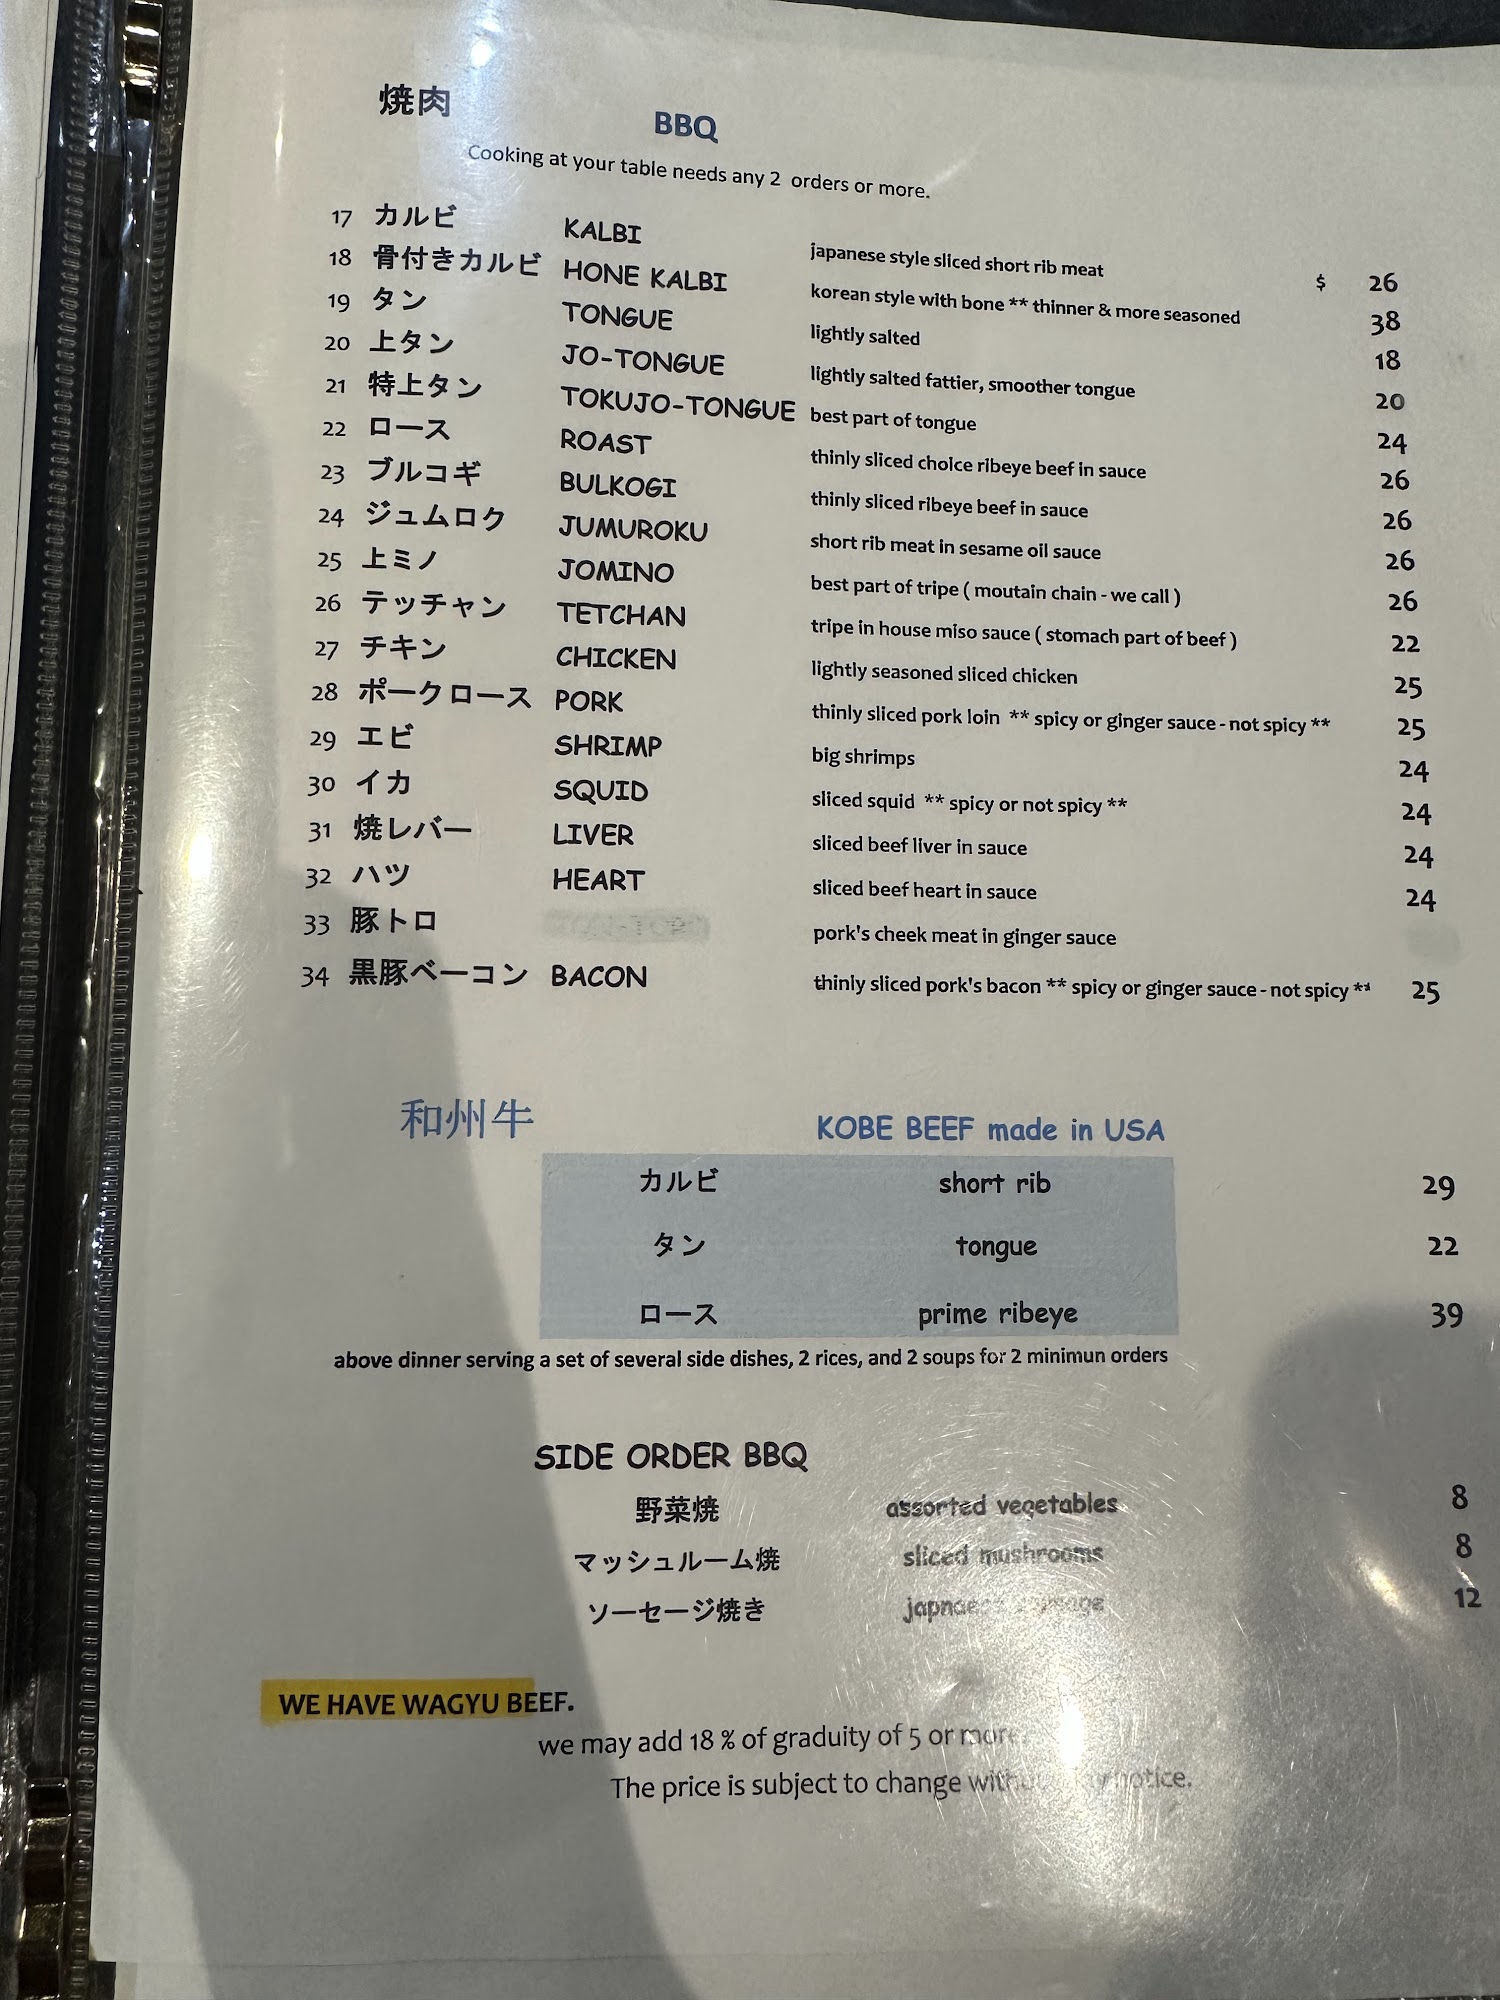 焼肉 BBQ
Cooking at your table needs any 2 orders or more.
17 カルビ KALBI japanese style sliced short rib meat $ 26
18 骨付きカルビ HONE KALBI korean style with bone ** thinner & more seasoned 38
19 タン TONGUE lightly salted 18
20 上タン JO-TONGUE lightly salted fattier, smoother tongue 20
21 特上タン TOKUJO-TONGUE best part of tongue 24
22 ロース ROAST thinly sliced choice ribeye beef in sauce 26
23 ブルコギ BULKOGI thinly sliced ribeye beef in sauce 26
24 ジュムロク JUMUROKU short rib meat in sesame oil sauce 26
25 上ミノ JOMINO best part of tripe ( moutain chain - we call ) 26
26 テッチャン TETCHAN tripe in house miso sauce ( stomach part of beef ) 22
27 チキン CHICKEN lightly seasoned sliced chicken 25
28 ポークロース PORK thinly sliced pork loin ** spicy or ginger sauce - not spicy ** 25
29 エビ SHRIMP big shrimps 24
30 イカ SQUID sliced squid ** spicy or not spicy ** 24
31 焼レバー LIVER sliced beef liver in sauce 24
32 ハツ HEART sliced beef heart in sauce 24
33 豚トロ pork's cheek meat in ginger sauce
34 黒豚ベーコン BACON thinly sliced pork's bacon ** spicy or ginger sauce - not spicy ** 25
和州牛 KOBE BEEF made in USA
カルビ short rib 29
タン tongue 22
ロース prime ribeye 39
above dinner serving a set of several side dishes, 2 rices, and 2 soups for 2 minimun orders
SIDE ORDER BBQ
野菜焼 assorted vegetables 8
マッシュルーム焼 sliced mushrooms 8
ソーセージ焼き 12
WE HAVE WAGYU BEEF.
we may add 18 % of graduity of 5 or more
The price is subject to change notice.